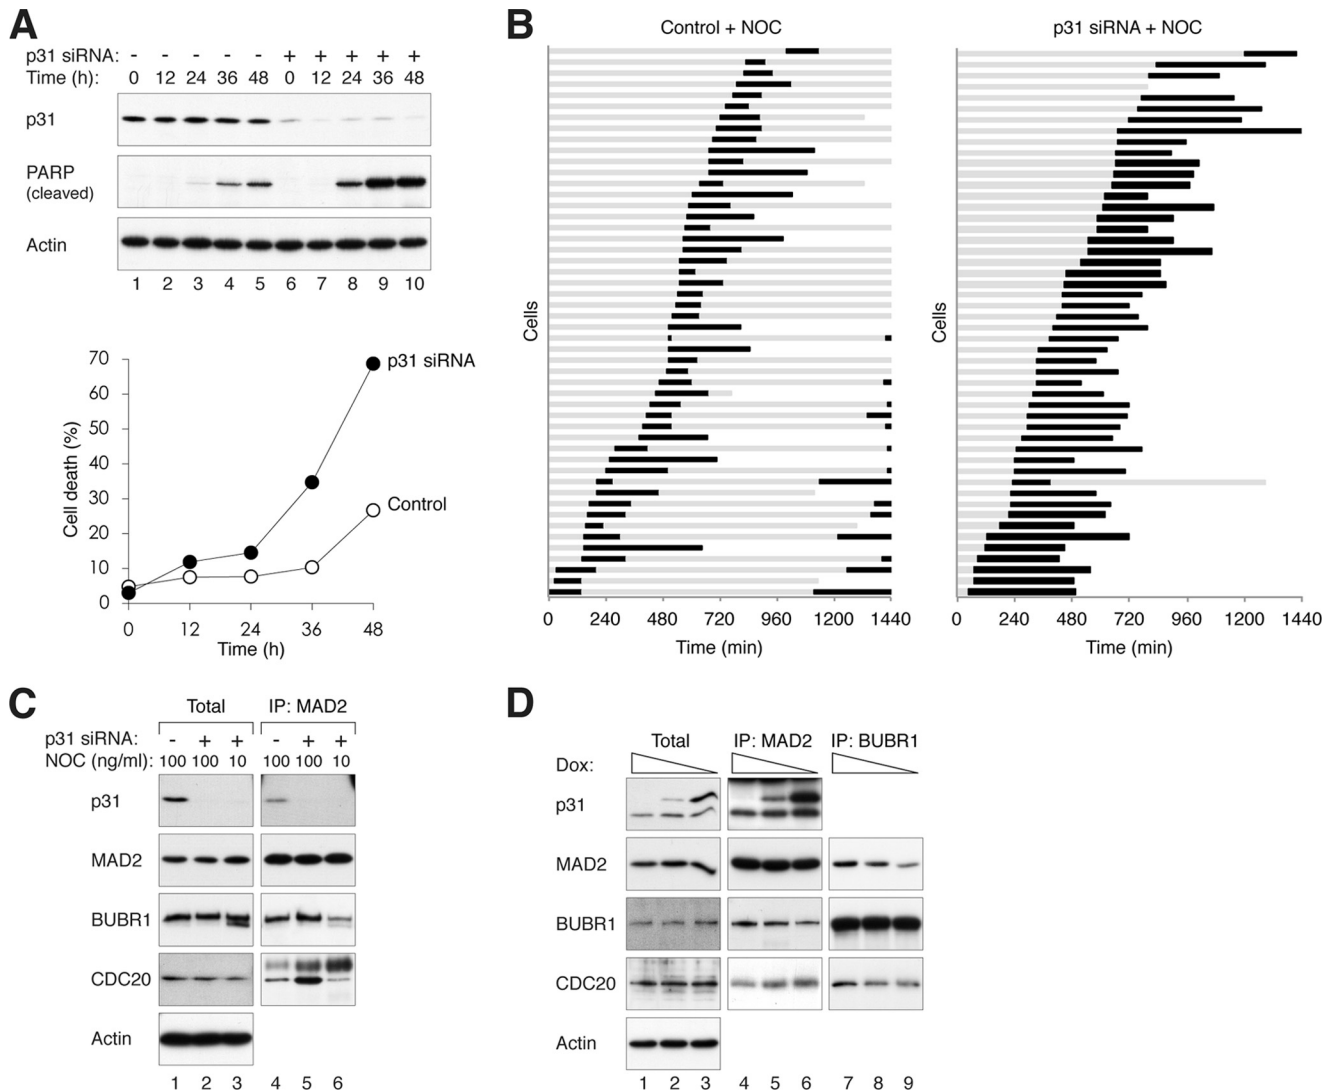 A
p31 siRNA: - - - - - + + + + +
Time (h): 0 12 24 36 48 0 12 24 36 48
p31
PARP
(cleaved)
Actin
1 2 3 4 5 6 7 8 9 10
70
60
50
40
30
20
10
0
Cell death (%)
p31 siRNA
Control
0 12 24 36 48
Time (h)
B
Control + NOC
Cells
0 240 480 720 960 1200 1440
Time (min)
p31 siRNA + NOC
Cells
0 240 480 720 960 1200 1440
Time (min)
C
Total IP: MAD2
p31 siRNA: - + + - + +
NOC (ng/ml): 100 100 10 100 100 10
p31
MAD2
BUBR1
CDC20
Actin
1 2 3 4 5 6
D
Total IP: MAD2 IP: BUBR1
Dox:
p31
MAD2
BUBR1
CDC20
Actin
1 2 3 4 5 6 7 8 9